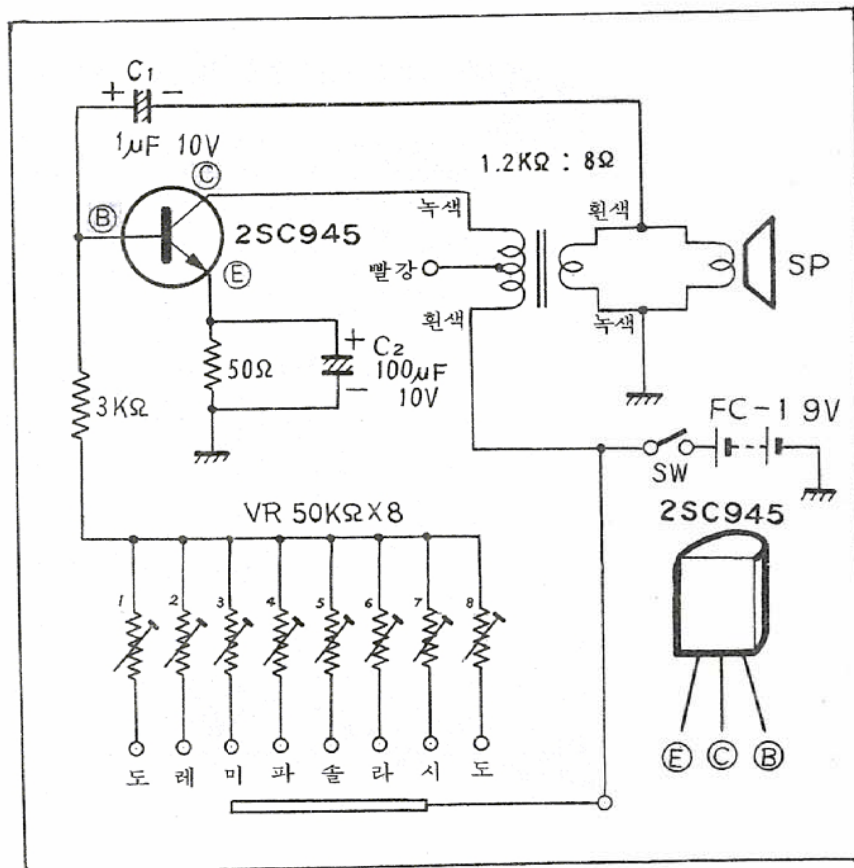 C1
+ -
1μF 10V
Ⓒ
Ⓑ
2SC945
Ⓔ
1.2KΩ : 8Ω
녹색
흰색
빨강
흰색
녹색
SP
50Ω
+
C2
100μF
- 10V
3KΩ
FC-1 9V
SW
VR 50KΩX8
1 2 3 4 5 6 7 8
도 레 미 파 솔 라 시 도
2SC945
Ⓔ Ⓒ Ⓑ